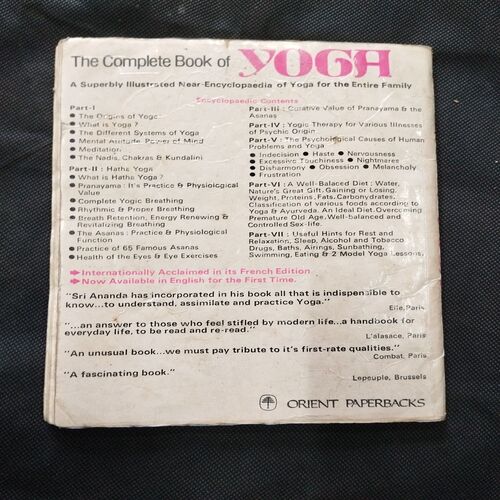 The Complete Book of YOGA
A Superbly Illustrated Near-Encyclopaedia of Yoga for the Entire Family
Encyclopaedic Contents
Part-I
• The Origins of Yoga
• What is Yoga?
• The Different Systems of Yoga
• Mental Attitude, Power of Mind
• Meditation
• The Nadis, Chakras & Kundalini
Part-II : Hatha Yoga
• What is Hatha Yoga?
• Pranayama : It's Practice & Physiological
Value
• Complete Yogic Breathing
• Rhythmic & Proper Breathing
• Breath Retention, Energy Renewing &
Revitalizing Breathing
• The Asanas : Practice & Physiological
Function
• Practice of 65 Famous Asanas
• Health of the Eyes & Eye Exercises
Part-III : Curative Value of Pranayama & the
Asanas
Part-IV : Yogic Therapy for Various Illnesses
of Psychic Origin
Part-V : The Psychological Causes of Human
Problems and Yoga
• Indecision • Haste • Nervousness
• Excessive Touchiness • Nightmares
• Disharmony • Obsession • Melancholy
• Frustration
Part-VI : A Well-Balaced Diet : Water,
Nature's Great Gift, Gaining or Losing,
Weight, Proteins, Fats, Carbohydrates,
Classification of various foods according to
Yoga & Ayurveda. An Ideal Diet. Overcoming
Premature Old Age, Well-balanced and
Controlled Sex-life.
Part-VII : Useful Hints for Rest and
Relaxation, Sleep, Alcohol and Tobacco
Drugs, Baths, Airings, Sunbathing,
Swimming, Eating & 2 Model Yoga Lessons,
Internationally Acclaimed in its French Edition
Now Available in English for the First Time.
"Sri Ananda has incorporated in his book all that is indispensible to
know...to understand, assimilate and practice Yoga."
Elle, Paris
"...an answer to those who feel stifled by modern life...a handbook for
everyday life, to be read and re-read."
L'alasace, Paris
"An unusual book...we must pay tribute to it's first-rate qualities."
Combat, Paris
"A fascinating book."
Lepeuple, Brussels
ORIENT PAPERBACKS